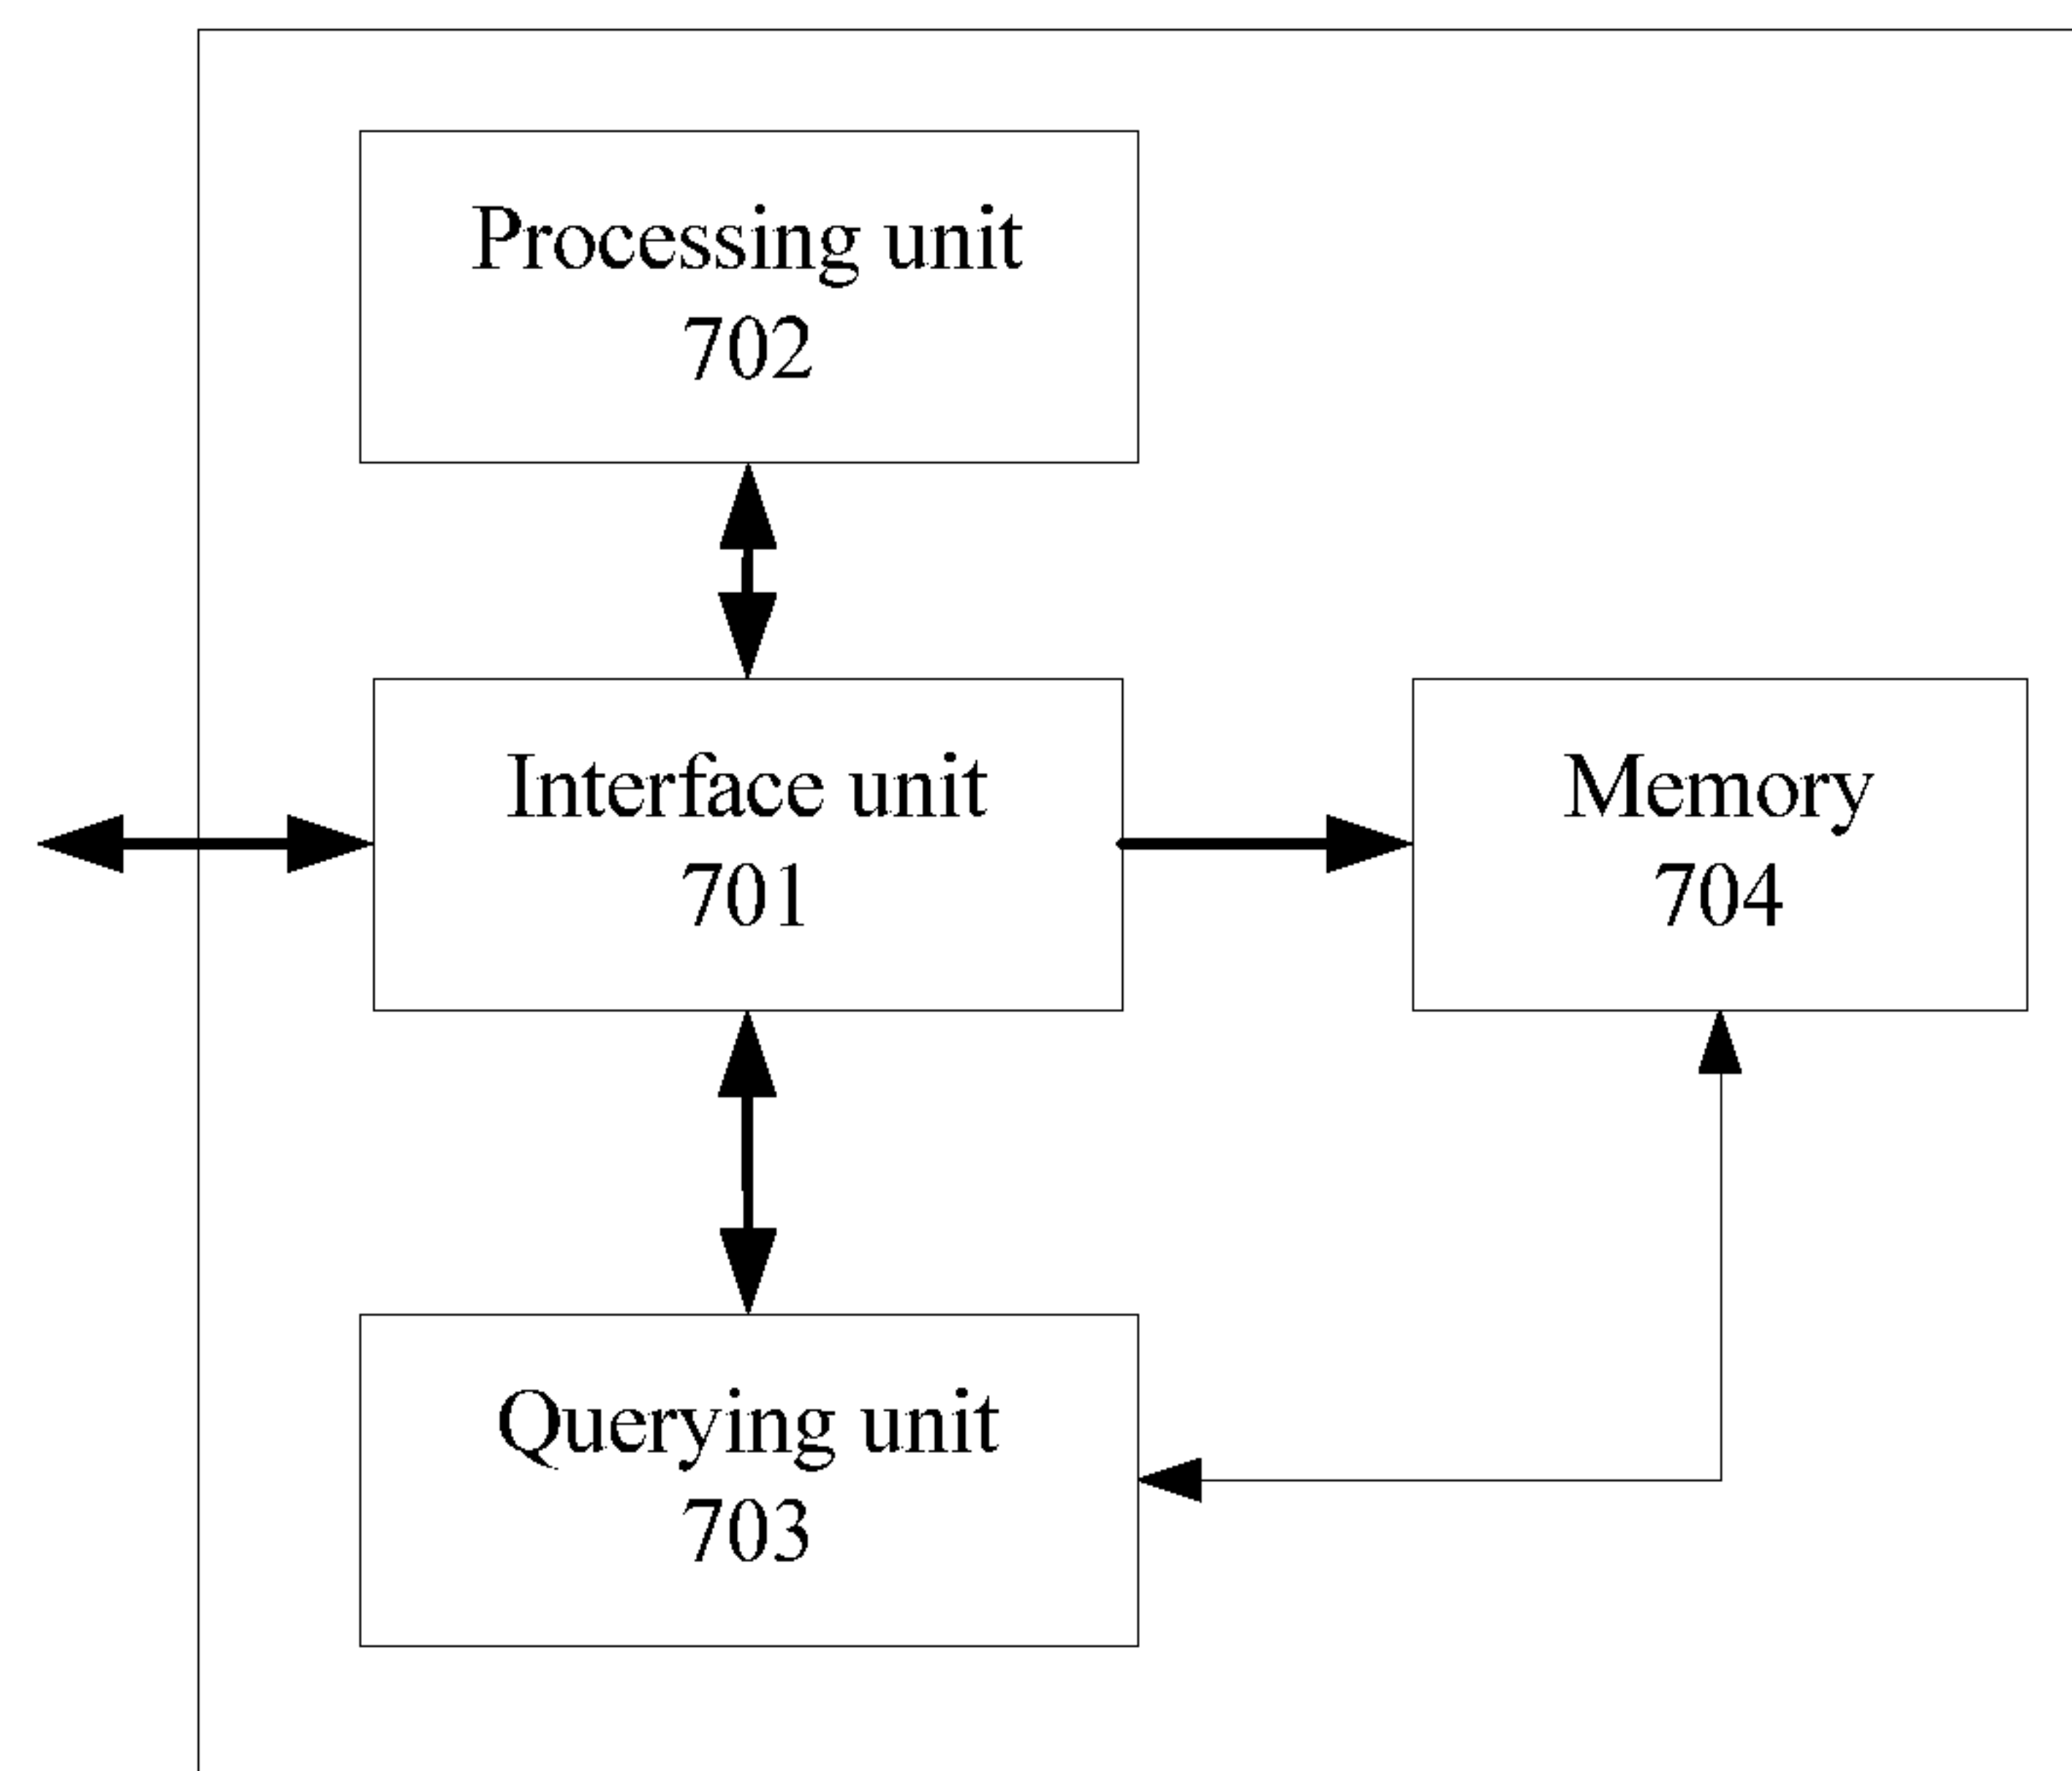 Processing unit
702
Interface unit
701
Memory
704
Querying unit
703